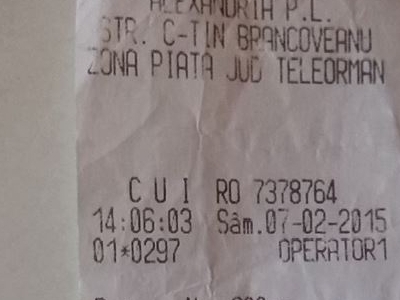 ALEXANDRIA P.L.
STR. C-TIN BRANCOVEANU
ZONA PIATA JUD TELEORMAN
C U I RO 7378764
14:06:03 Sâm.07-02-2015
01*0297 OPERATOR1